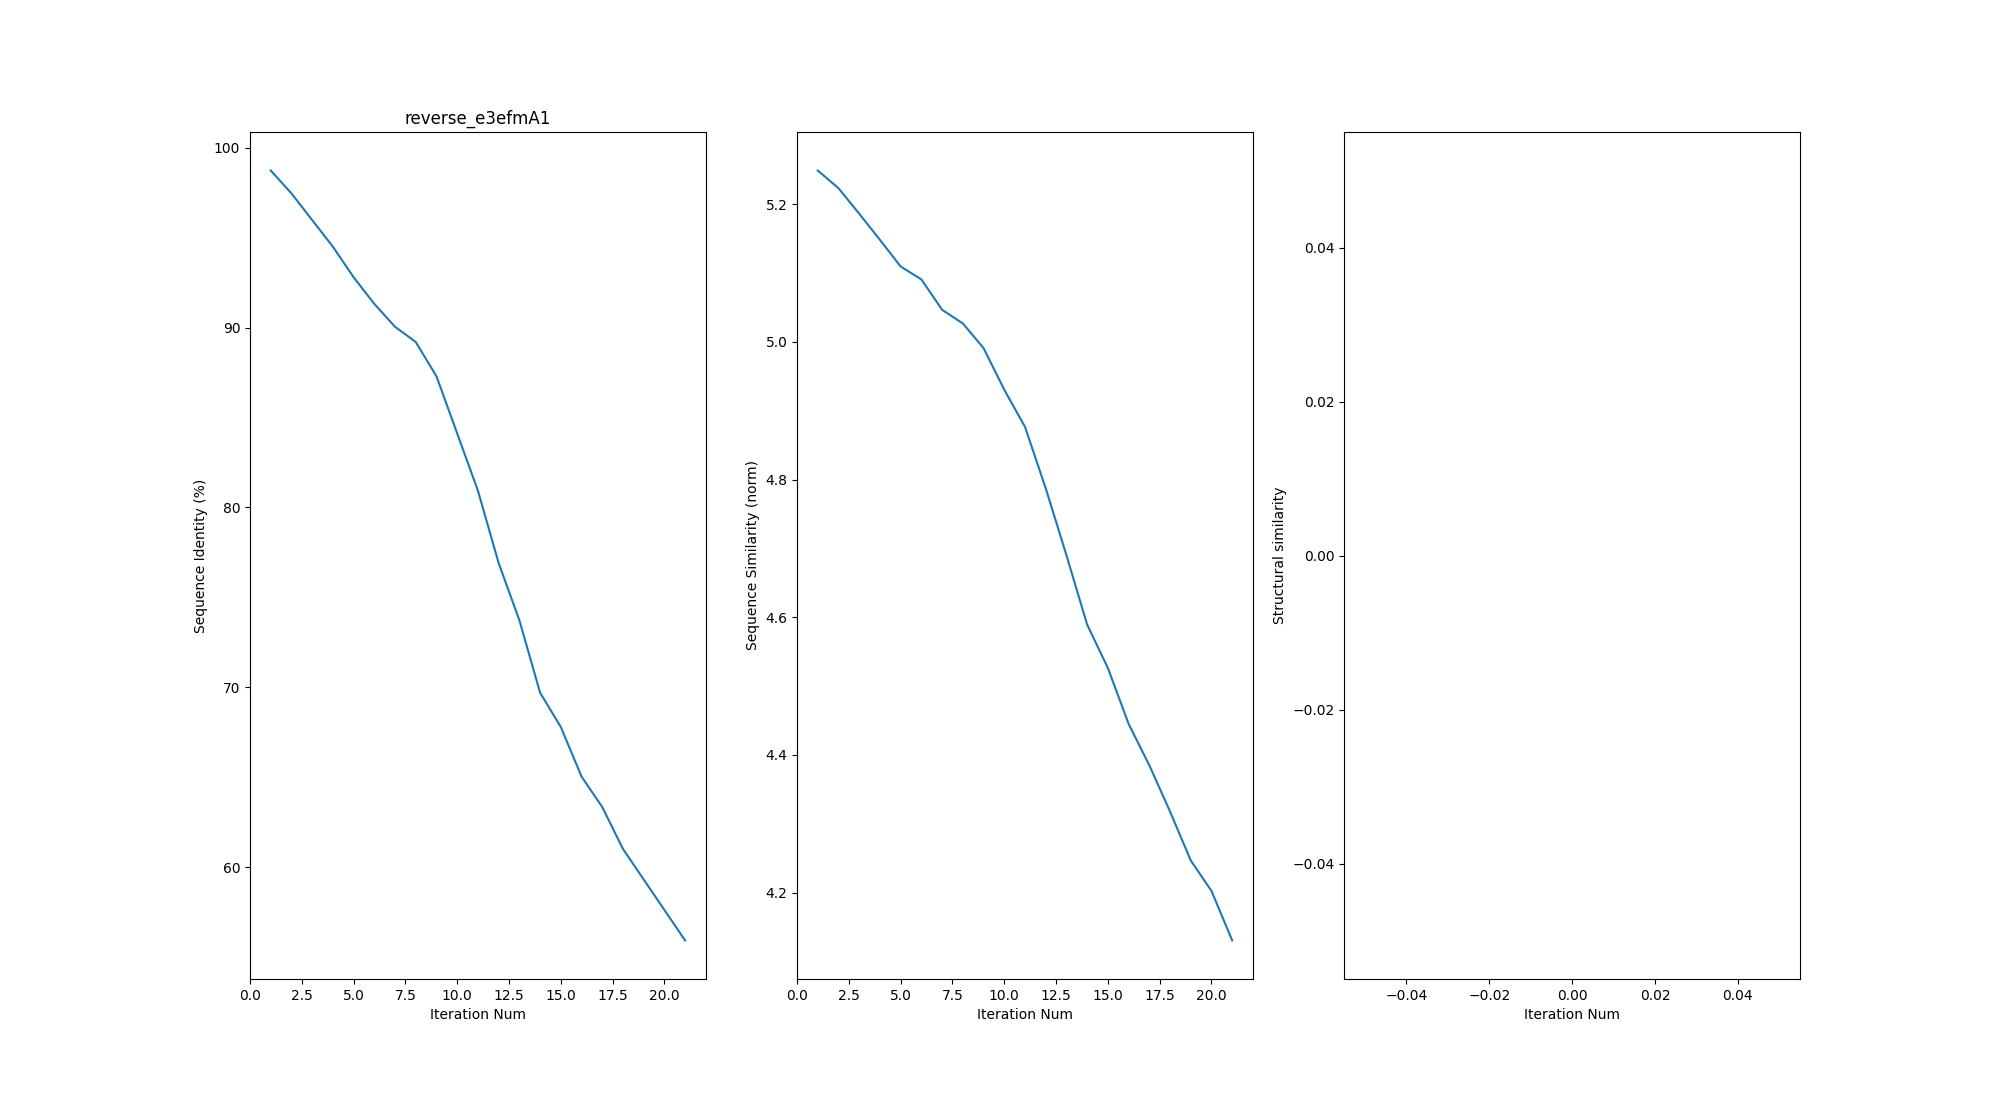 reverse_e3efmA1
100
90
80
70
60
Sequence Identity (%)
0.0 2.5 5.0 7.5 10.0 12.5 15.0 17.5 20.0
Iteration Num
5.2
5.0
4.8
4.6
4.4
4.2
Sequence Similarity (norm)
0.0 2.5 5.0 7.5 10.0 12.5 15.0 17.5 20.0
Iteration Num
0.04
0.02
0.00
−0.02
−0.04
Structural similarity
−0.04 −0.02 0.00 0.02 0.04
Iteration Num